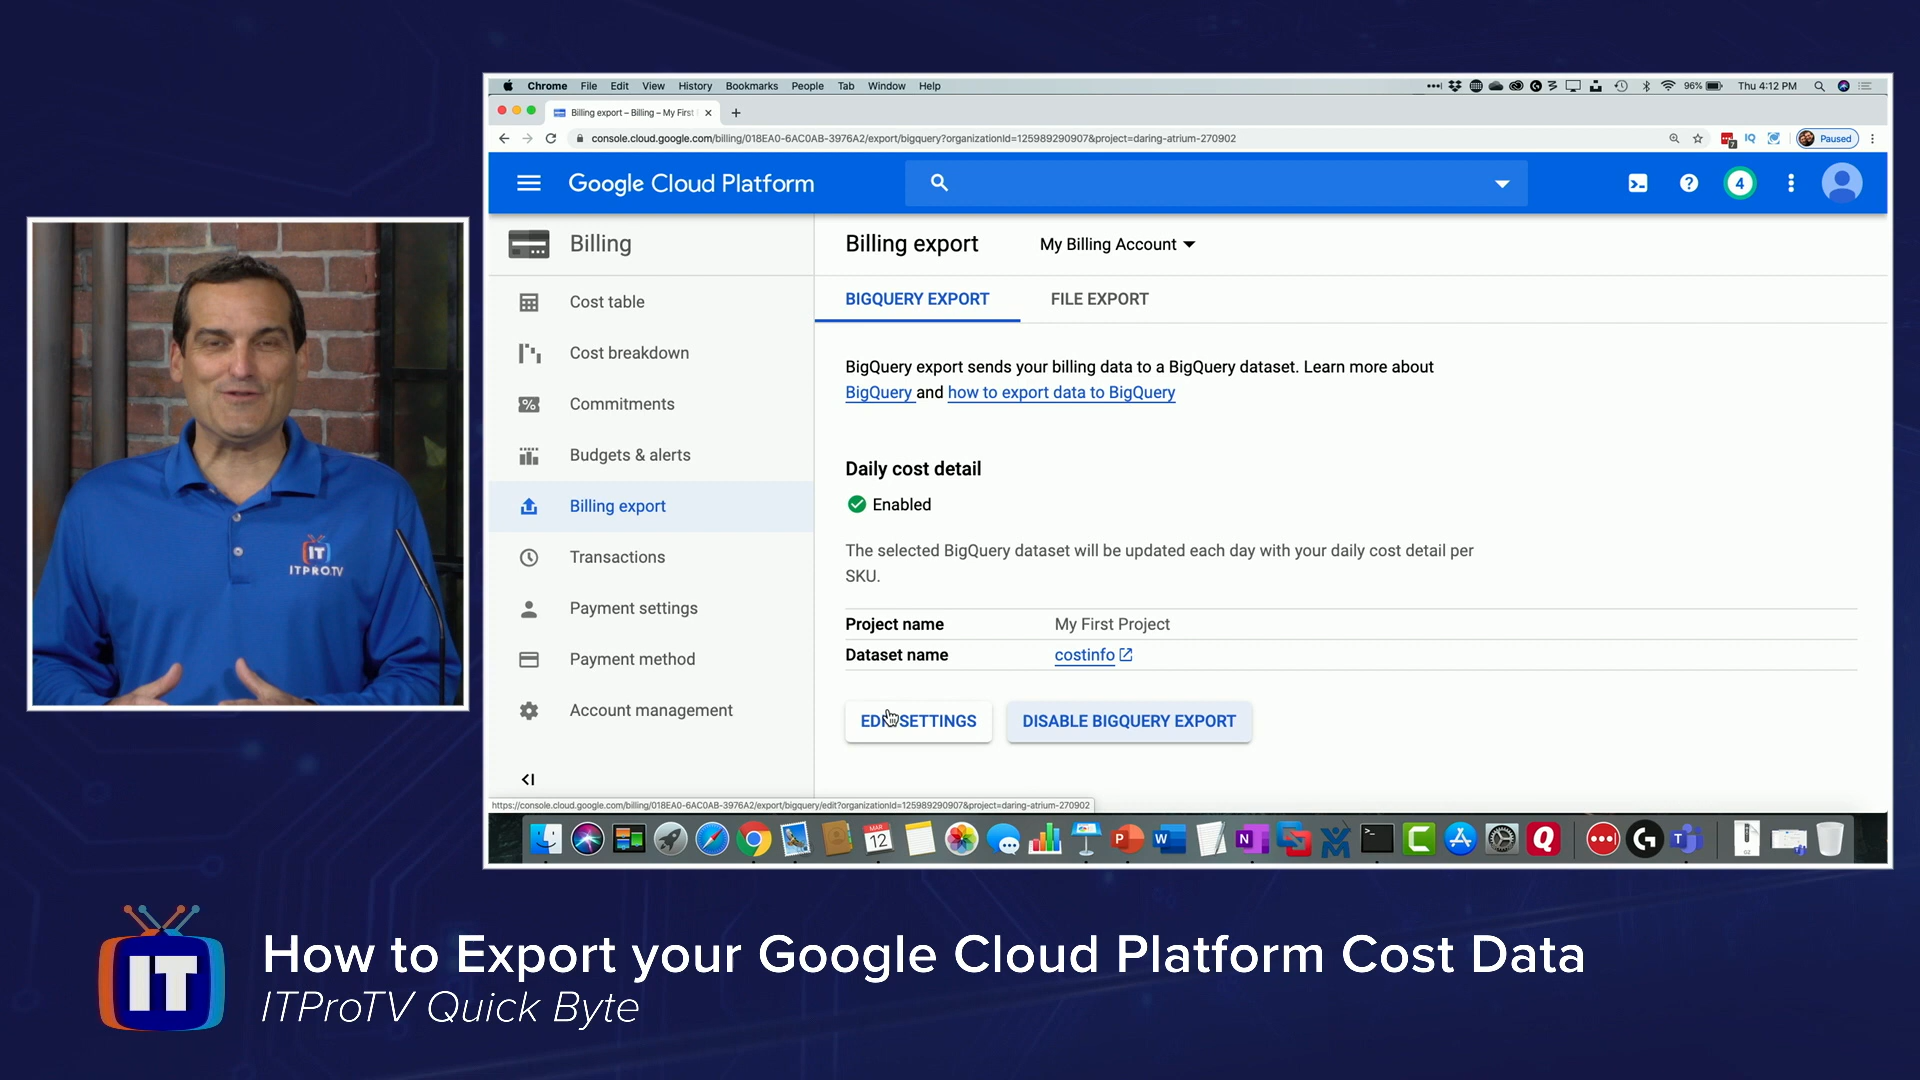 Chrome File Edit View History Bookmarks People Tab Window Help
96% Thu 4:12 PM
Billing export – Billing – My First
console.cloud.google.com/billing/018EA0-6AC0AB-3976A2/export/bigquery?organizationId=125989290907&project=daring-atrium-270902
7 IQ Paused
Google Cloud Platform
4
Billing
Cost table
Cost breakdown
Commitments
Budgets & alerts
Billing export
Transactions
Payment settings
Payment method
Account management
Billing export My Billing Account
BIGQUERY EXPORT FILE EXPORT
BigQuery export sends your billing data to a BigQuery dataset. Learn more about
BigQuery and how to export data to BigQuery
Daily cost detail
Enabled
The selected BigQuery dataset will be updated each day with your daily cost detail per
SKU.
Project name My First Project
Dataset name costinfo
SETTINGS DISABLE BIGQUERY EXPORT
https://console.cloud.google.com/billing/018EA0-6AC0AB-3976A2/export/bigquery/edit?organizationId=125989290907&project=daring-atrium-270902
MAR
12
P W N T
IT
ITPRO.TV
IT
How to Export your Google Cloud Platform Cost Data
ITProTV Quick Byte